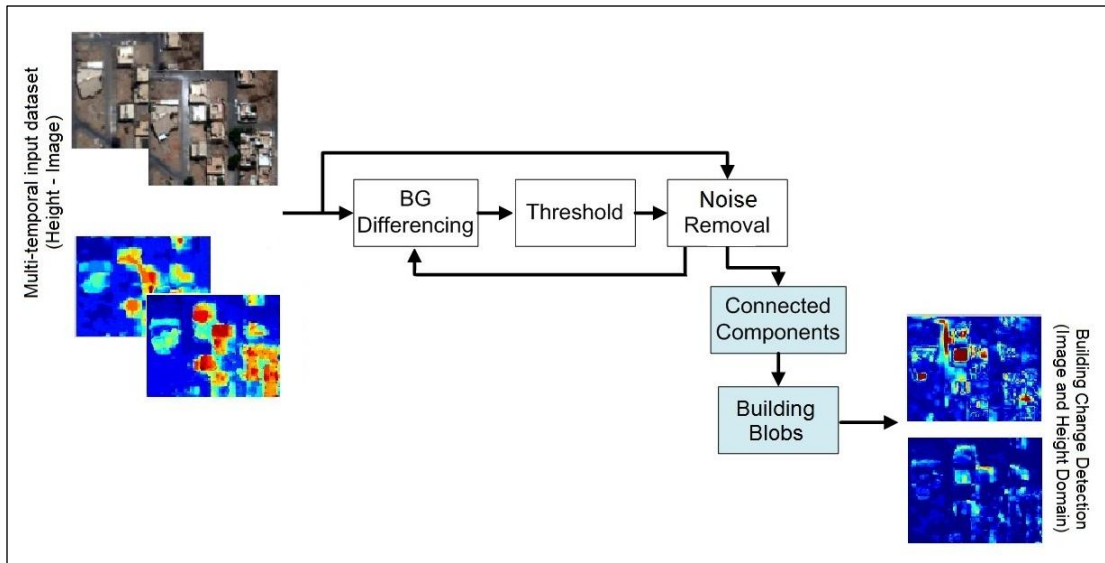 Multi-temporal input dataset
(Height - Image)
BG
Differencing
Threshold
Noise
Removal
Connected
Components
Building
Blobs
Building Change Detection
(Image and Height Domain)